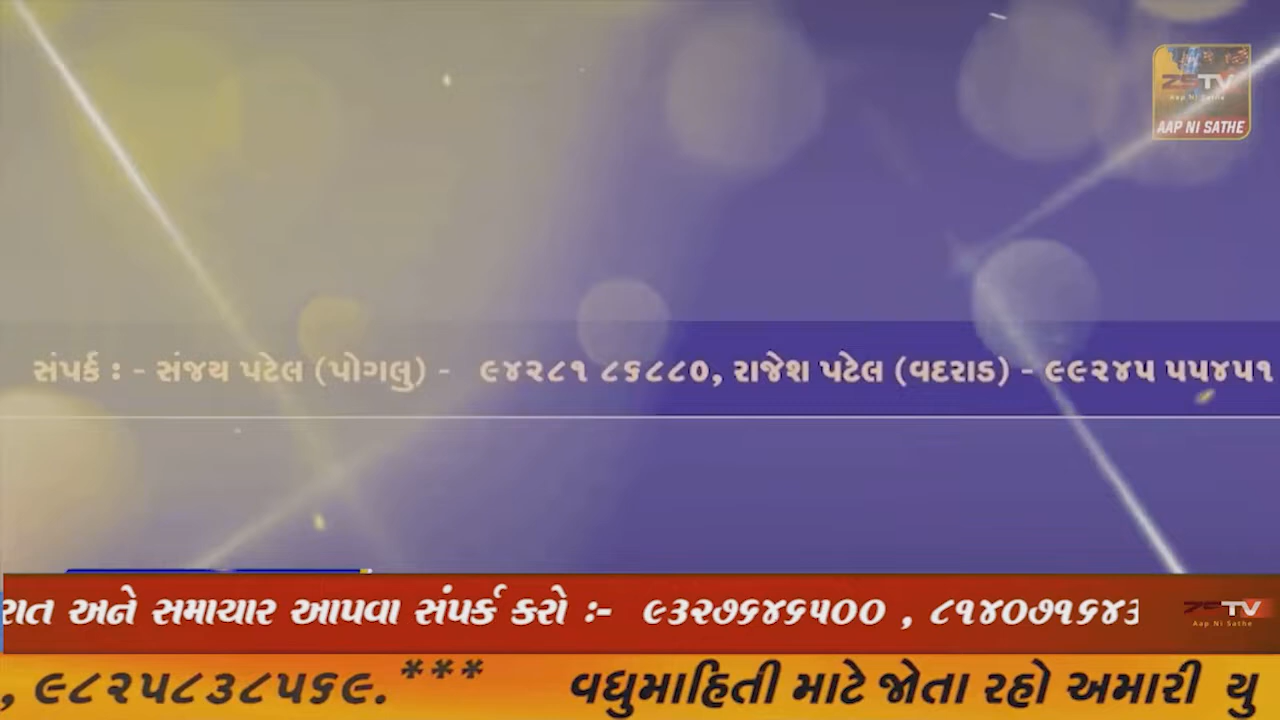 ZSTV
Aap Ni Sathe
AAP NI SATHE
સંપર્ક : - સંજય પટેલ (પોગલુ) - ૯૪૨૮૧ ૮૬૮૮૦, રાજેશ પટેલ (વદરાડ) - ૯૯૨૪૫ ૫૫૪૫૧
રાત અને સમાચાર આપવા સંપર્ક કરો :- ૯૩૨૭૬૪૬૫૦૦ , ૮૧૪૦૭૧૬૪૩
ZSTV
Aap Ni Sathe
, ૯૮૨૫૮૩૮૫૬૯.*** વધુમાહિતી માટે જોતા રહો અમારી યુ